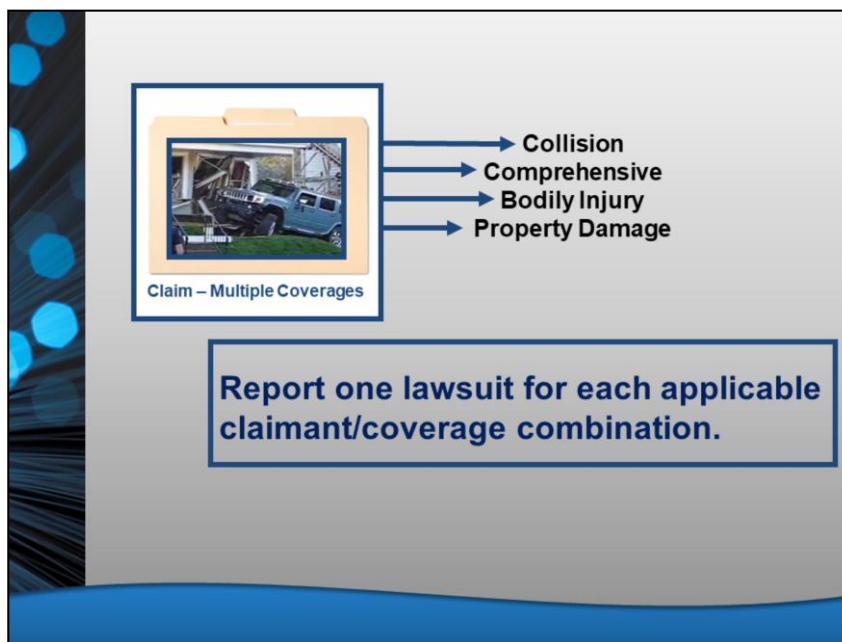 Collision
Comprehensive
Bodily Injury
Property Damage
Claim – Multiple Coverages
Report one lawsuit for each applicable
claimant/coverage combination.